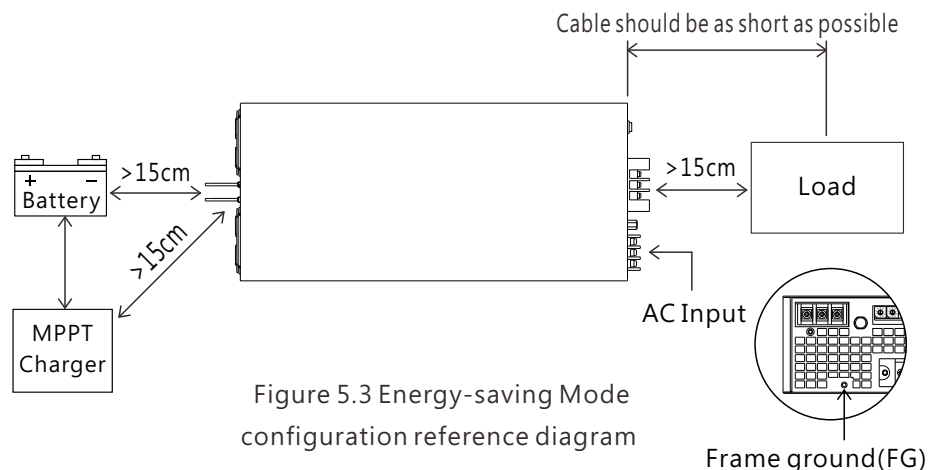 Cable should be as short as possible
>15cm
+ −
Battery
>15cm
MPPT
Charger
>15cm
Load
AC Input
Figure 5.3 Energy-saving Mode
configuration reference diagram
Frame ground(FG)